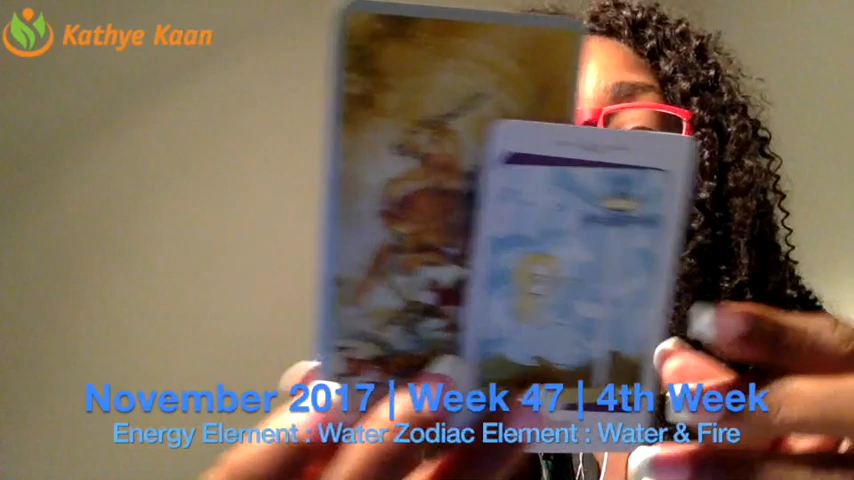 Kathye Kaan
November 2017 | Week 47 | 4th Week
Energy Element : Water Zodiac Element : Water & Fire